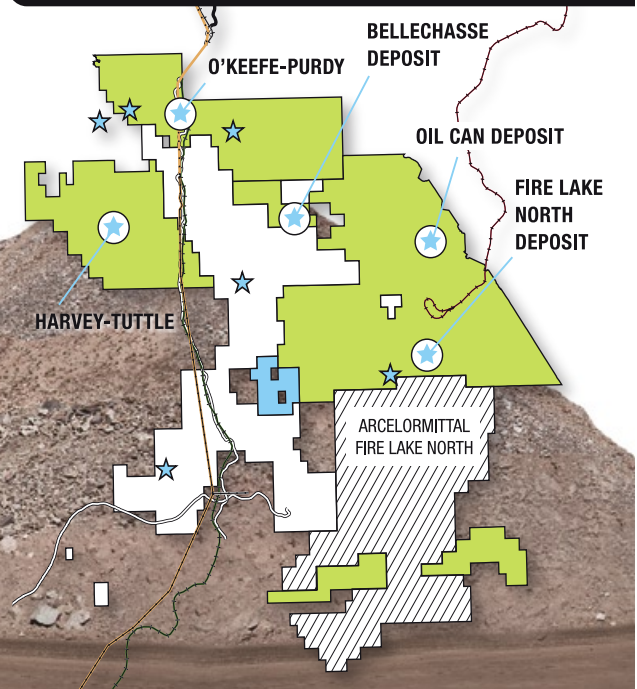 BELLECHASSE
DEPOSIT
O'KEEFE-PURDY
OIL CAN DEPOSIT
FIRE LAKE
NORTH
DEPOSIT
HARVEY-TUTTLE
ARCELORMITTAL
FIRE LAKE NORTH